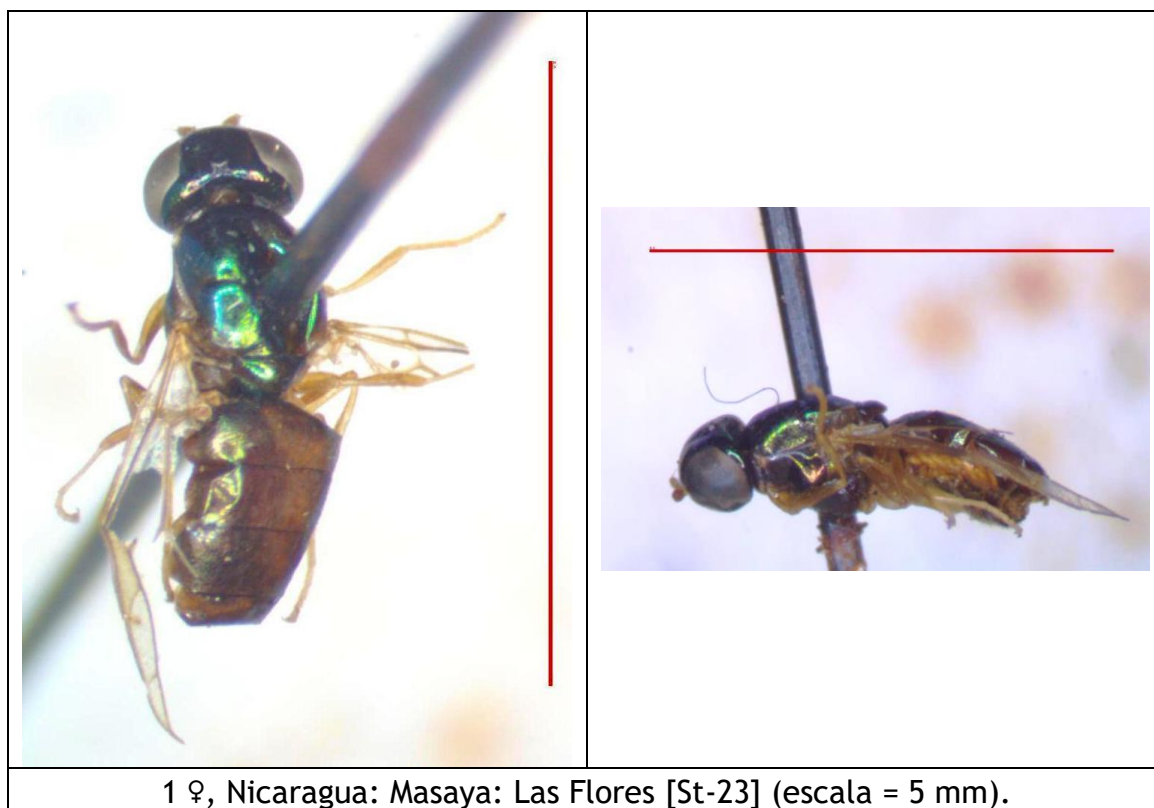 1 ♀, Nicaragua: Masaya: Las Flores [St-23] (escala = 5 mm).